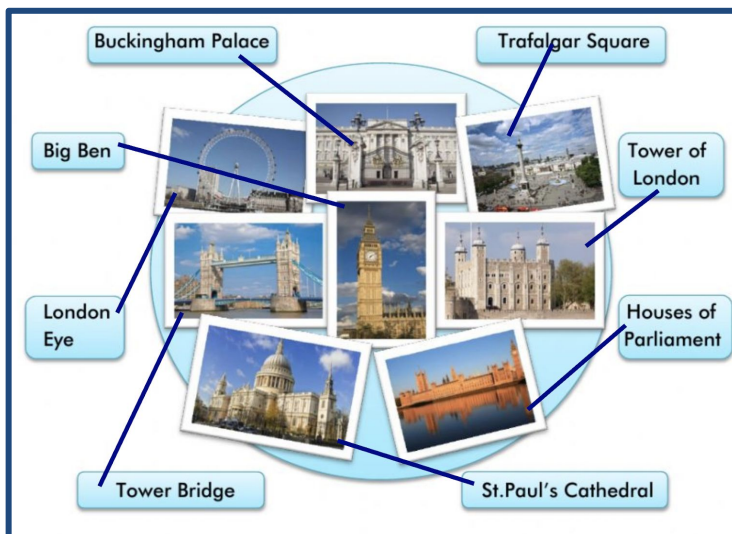 Buckingham Palace
Trafalgar Square
Big Ben
Tower of
London
London
Eye
Houses of
Parliament
Tower Bridge
St.Paul's Cathedral